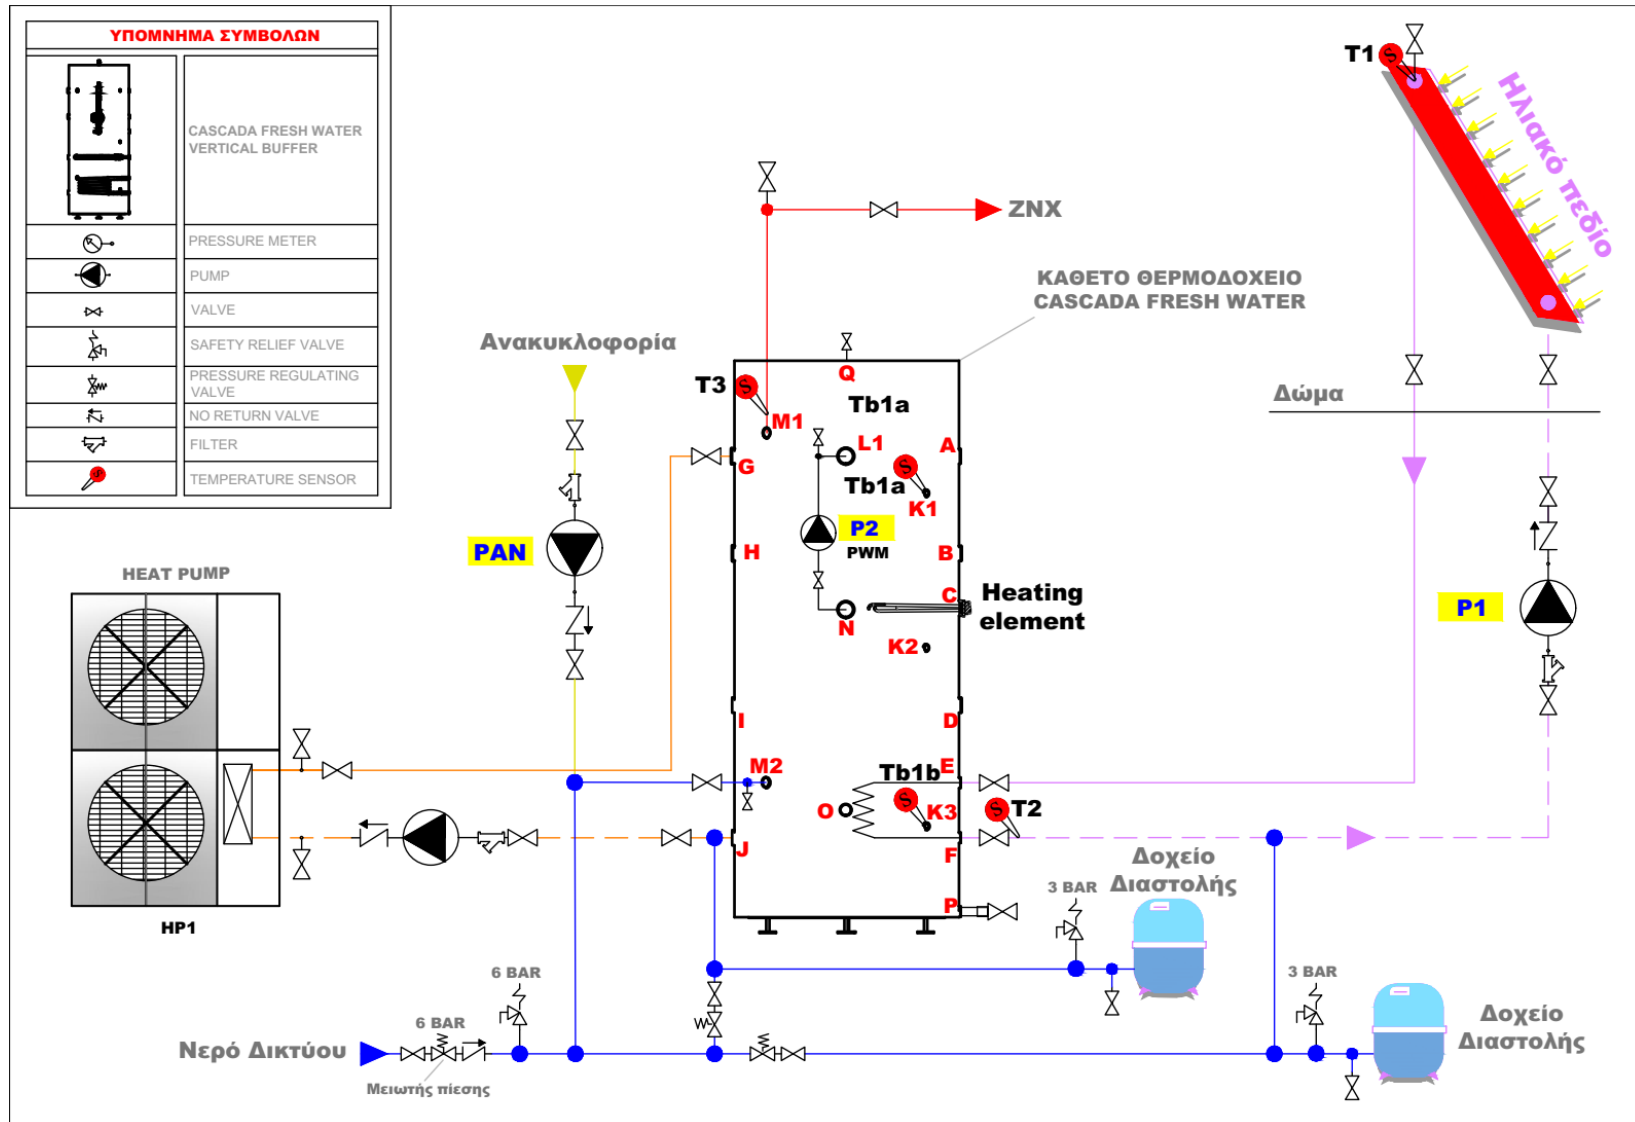 ΥΠΟΜΝΗΜΑ ΣΥΜΒΟΛΩΝ
CASCADA FRESH WATER
VERTICAL BUFFER
PRESSURE METER
PUMP
VALVE
SAFETY RELIEF VALVE
PRESSURE REGULATING
VALVE
NO RETURN VALVE
FILTER
TEMPERATURE SENSOR
S
T1
S
Ηλιακό πεδίο
ΖΝΧ
ΚΑΘΕΤΟ ΘΕΡΜΟΔΟΧΕΙΟ
CASCADA FRESH WATER
Ανακυκλοφορία
Δώμα
T3
S
Q
Tb1a
M1
L1
A
G
S
Tb1a
K1
P2
PWM
PAN
H
B
HEAT PUMP
C
Heating
element
N
K2
P1
I
D
M2
Tb1b
E
O
S
K3
S
T2
J
F
P
HP1
Δοχείο
Διαστολής
3 BAR
6 BAR
3 BAR
6 BAR
Νερό Δικτύου
Μειωτής πίεσης
Δοχείο
Διαστολής